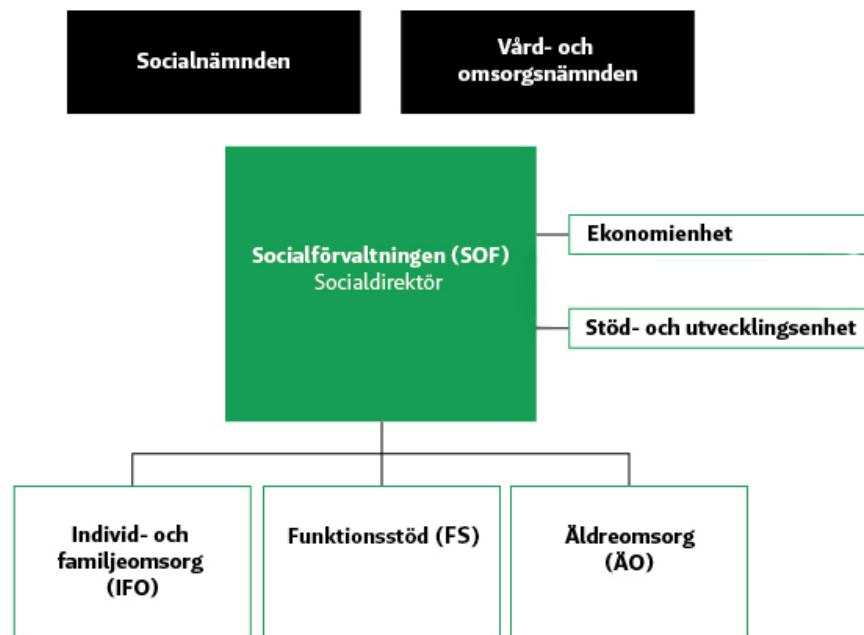 Socialnämnden
Vård- och
omsorgsnämnden
Socialförvaltningen (SOF)
Socialdirektör
Ekonomienhet
Stöd- och utvecklingsenhet
Individ- och
familjeomsorg
(IFO)
Funktionsstöd (FS)
Äldreomsorg
(ÄO)